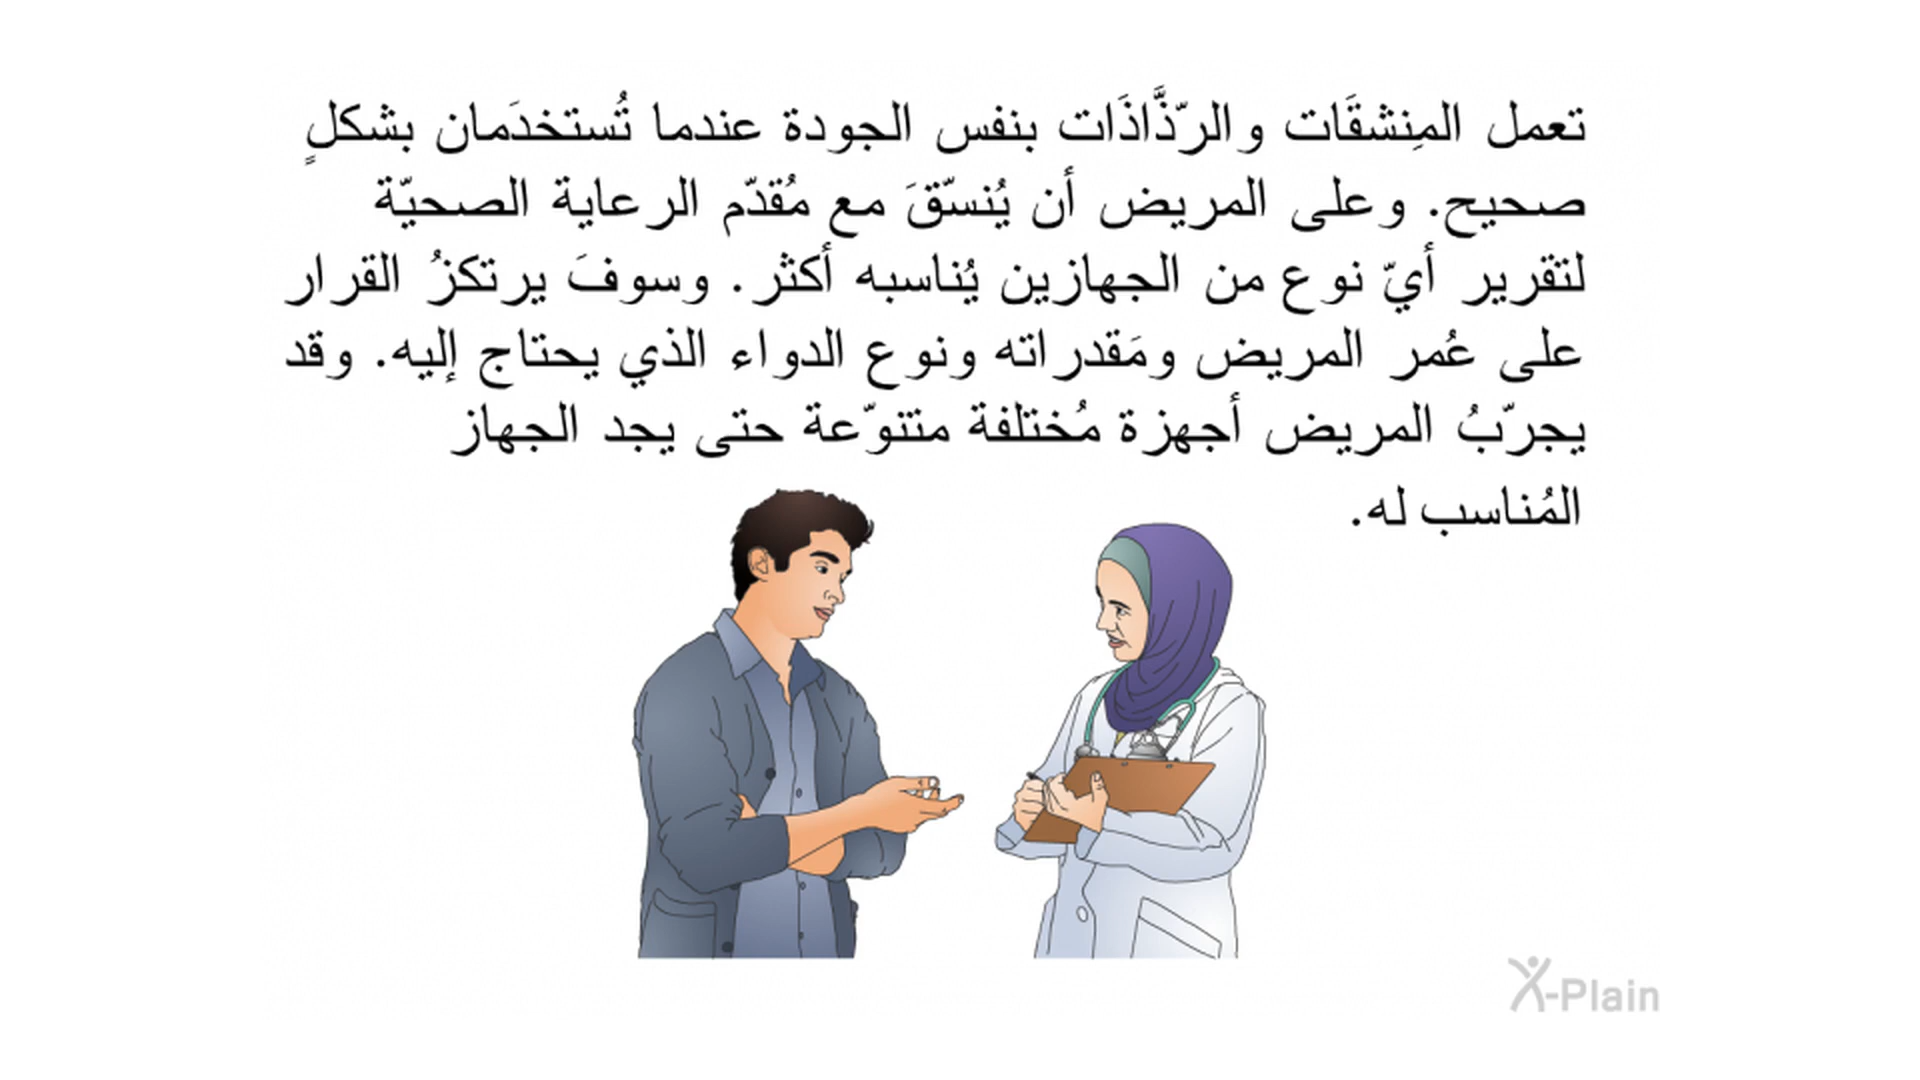 تعمل المِنشقَات والرّذَّاذَات بنفس الجودة عندما تُستخدَمان بشكلٍ
صحيح. وعلى المريض أن يُنسّقَ مع مُقدّم الرعاية الصحيّة
لتقرير أيّ نوع من الجهازين يُناسبه أكثر. وسوفَ يرتكزُ القرار
على عُمر المريض ومَقدراته ونوع الدواء الذي يحتاج إليه. وقد
يجرّبُ المريض أجهزة مُختلفة متنوّعة حتى يجد الجهاز
المُناسب له.
X-Plain